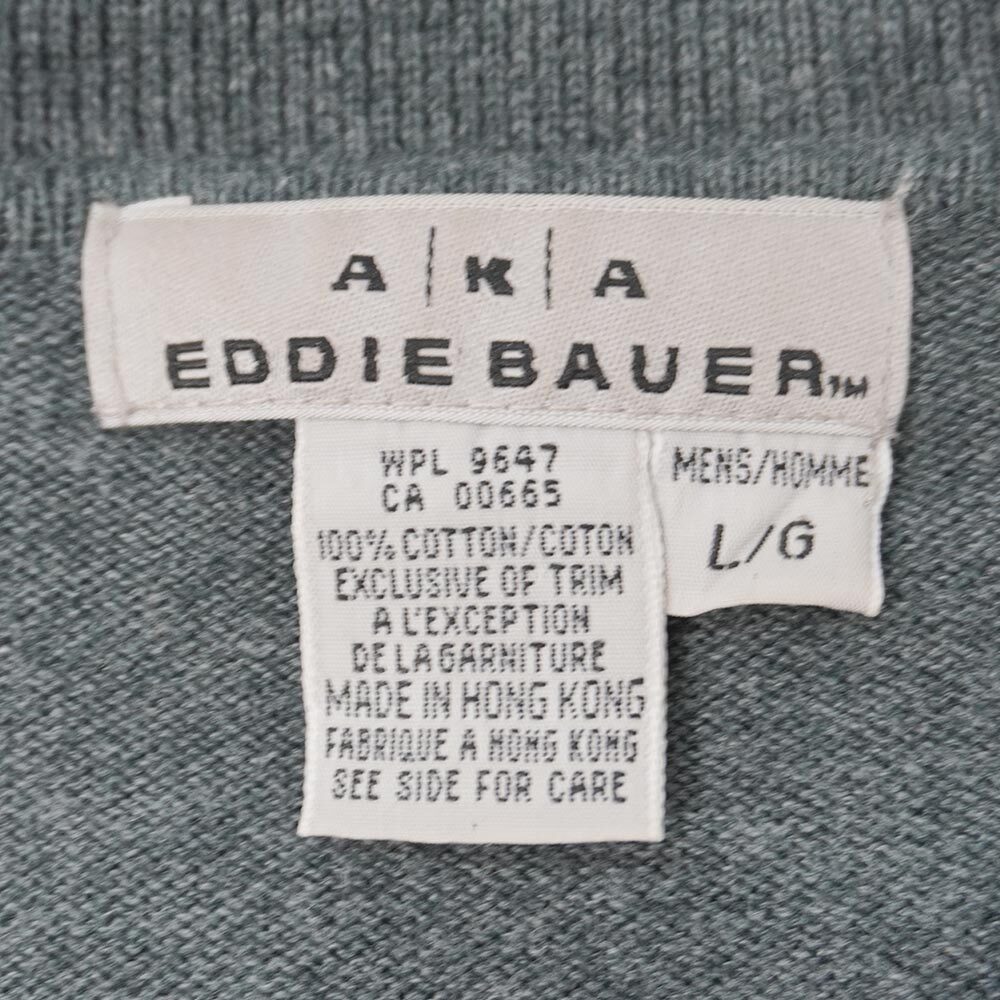 A|K|A
EDDIE BAUER™
WPL 9647
CA 00665
100% COTTON/COTON
EXCLUSIVE OF TRIM
A L'EXCEPTION
DE LA GARNITURE
MADE IN HONG KONG
FABRIQUE A HONG KONG
SEE SIDE FOR CARE
MENS/HOMME
L/G